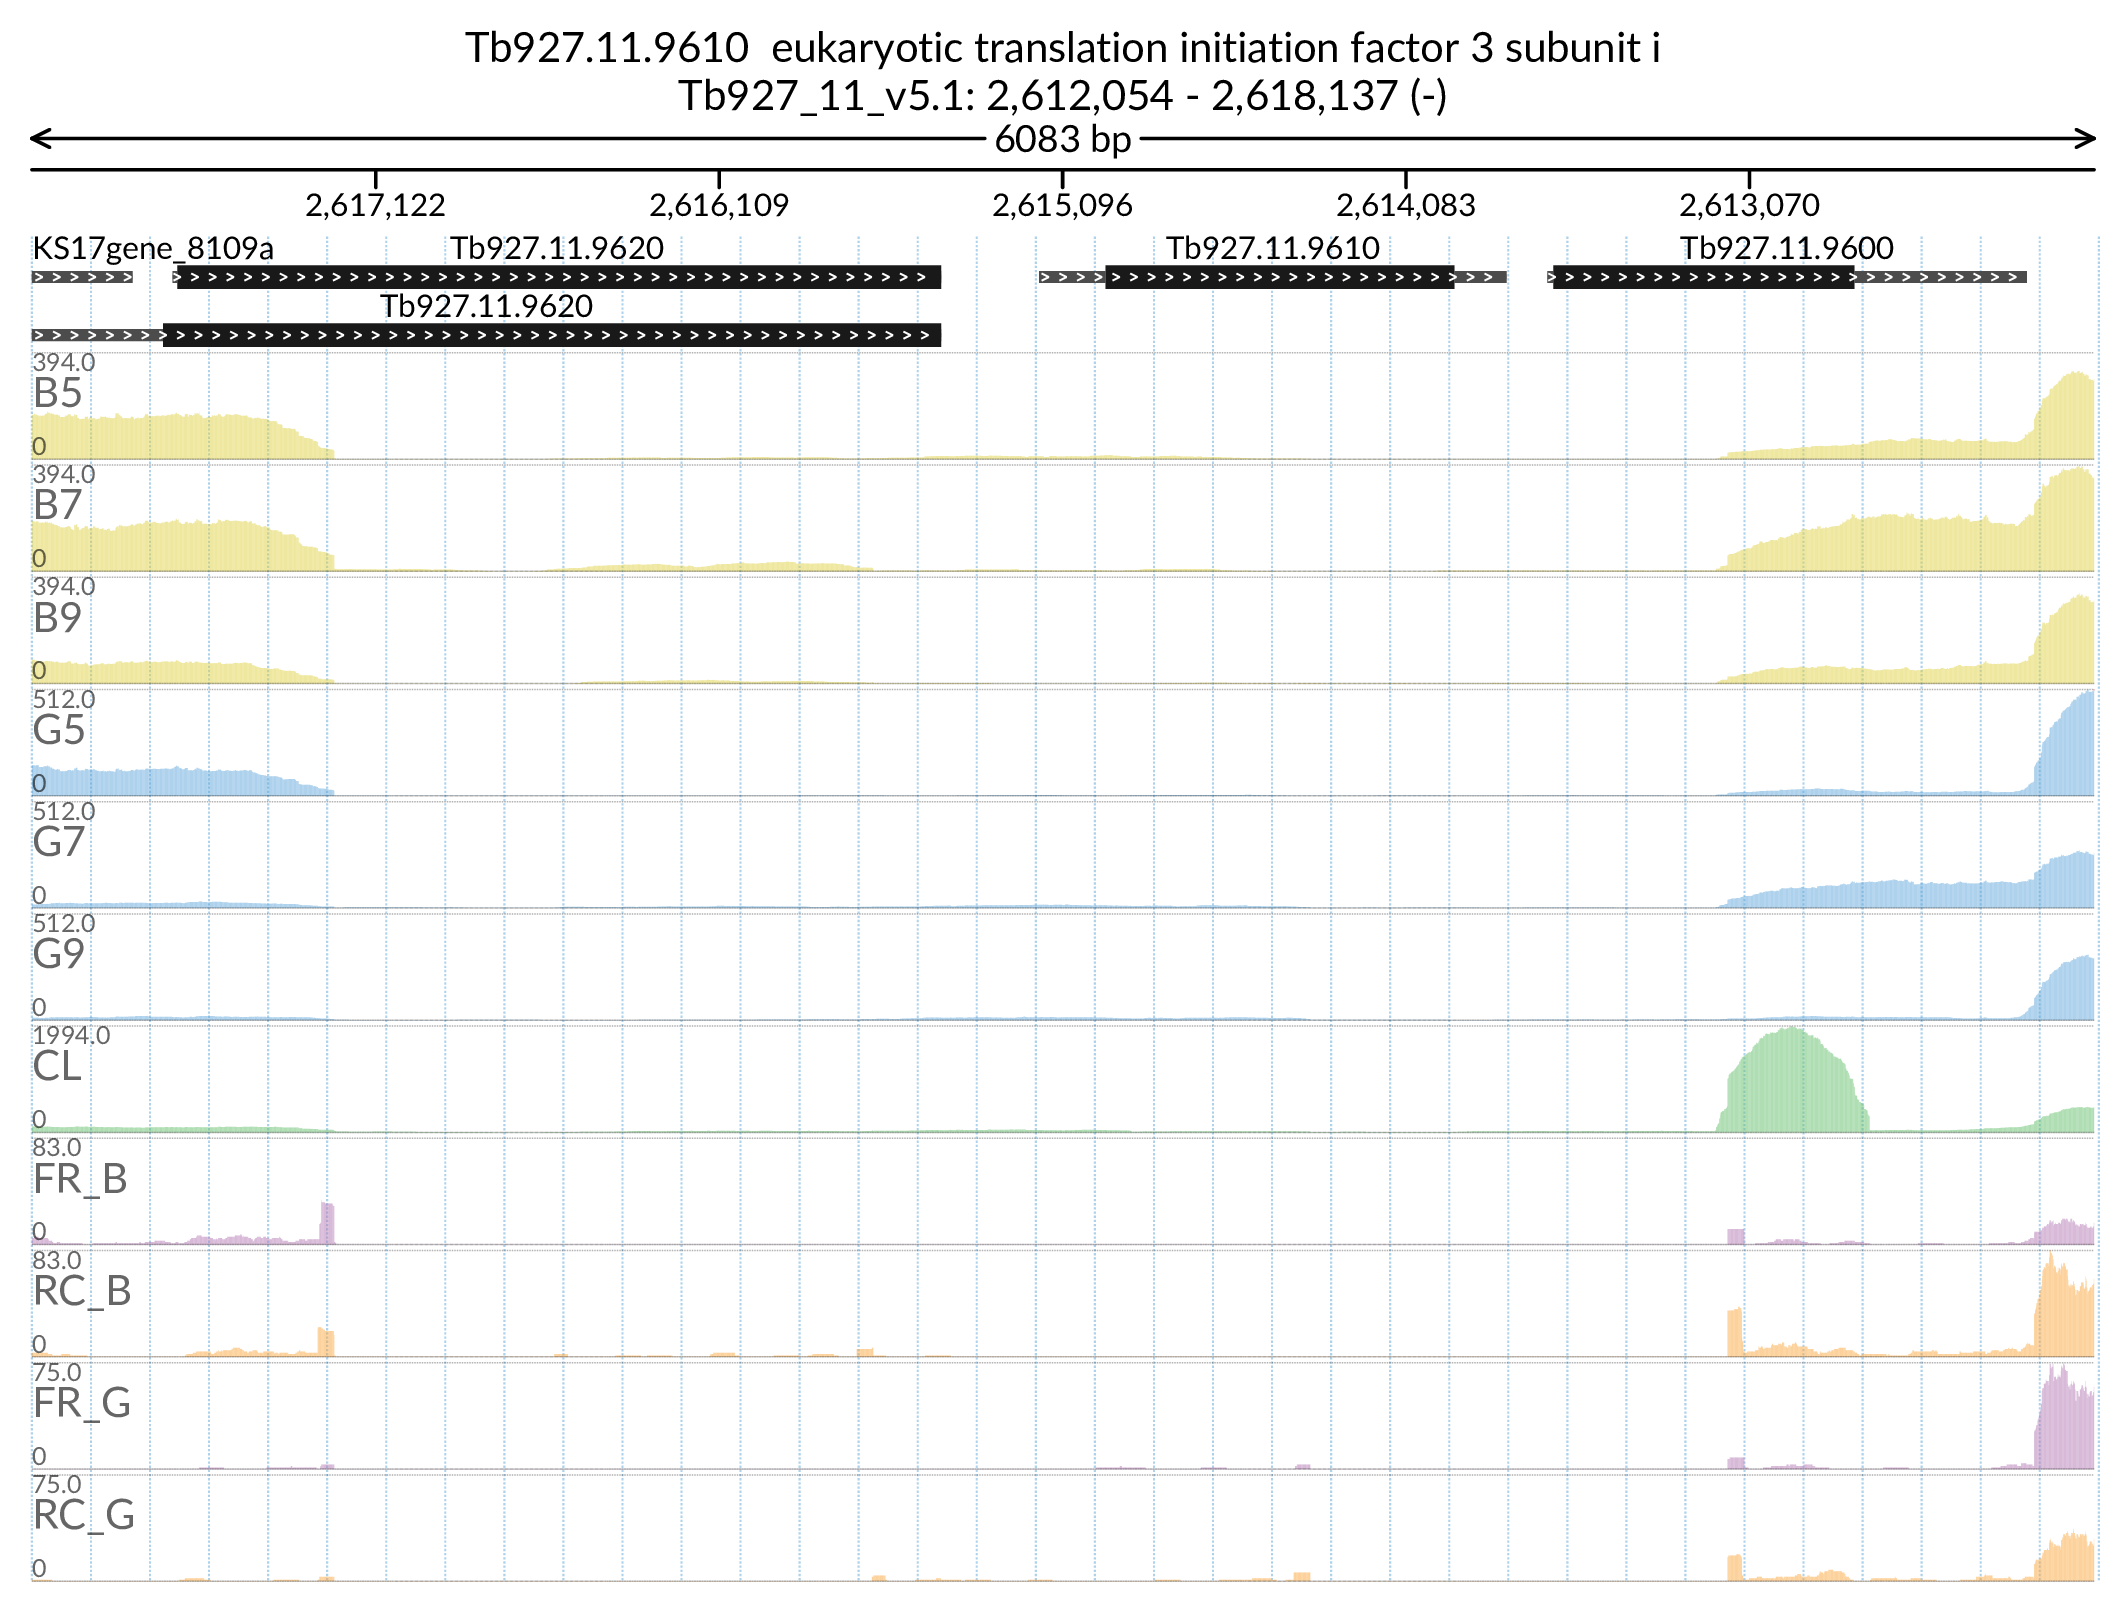 Tb927.11.9610  eukaryotic translation initiation factor 3 subunit i
Tb927_11_v5.1: 2,612,054 - 2,618,137 (-)
6083 bp
2,617,122 2,616,109 2,615,096 2,614,083 2,613,070
KS17gene_8109a Tb927.11.9620 Tb927.11.9610 Tb927.11.9600
Tb927.11.9620
394.0
B5
0
394.0
B7
0
394.0
B9
0
512.0
G5
0
512.0
G7
0
512.0
G9
0
1994.0
CL
0
83.0
FR_B
0
83.0
RC_B
0
75.0
FR_G
0
75.0
RC_G
0